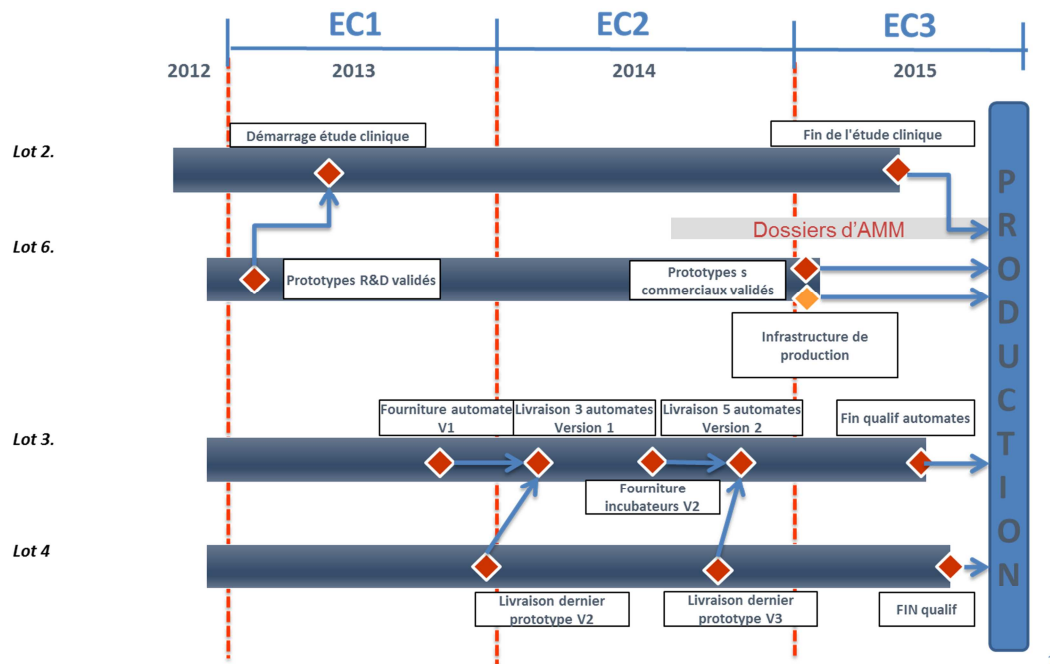 EC1
EC2
EC3
2012
2013
2014
2015
Démarrage étude clinique
Fin de l'étude clinique
Lot 2.
Dossiers d'AMM
Lot 6.
Prototypes R&D validés
Prototypes s
commerciaux validés
Infrastructure de
production
Fourniture automate
V1
Livraison 3 automates
Version 1
Livraison 5 automates
Version 2
Fin qualif automates
Lot 3.
Fourniture
incubateurs V2
Lot 4
Livraison dernier
prototype V2
Livraison dernier
prototype V3
FIN qualif
PRODUCTION